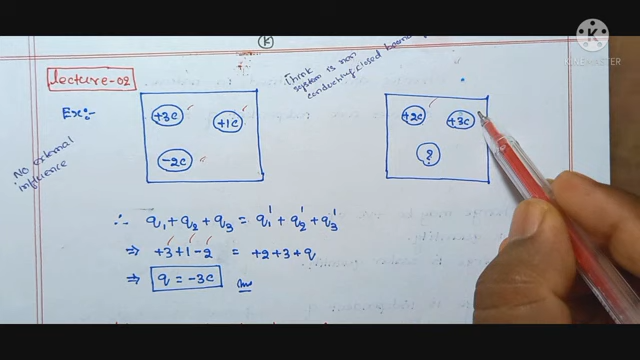 (K)
Think
system is non
conducting closed
lecture-02
Ex:-
No external
influence
+3c
+1c
-2c
+2c
+3c
?
∴ q₁ + q₂ + q₃ = q₁' + q₂' + q₃'
⇒ +3+1-2 = +2+3+q
⇒ q = -3c Ans
KINEMASTER